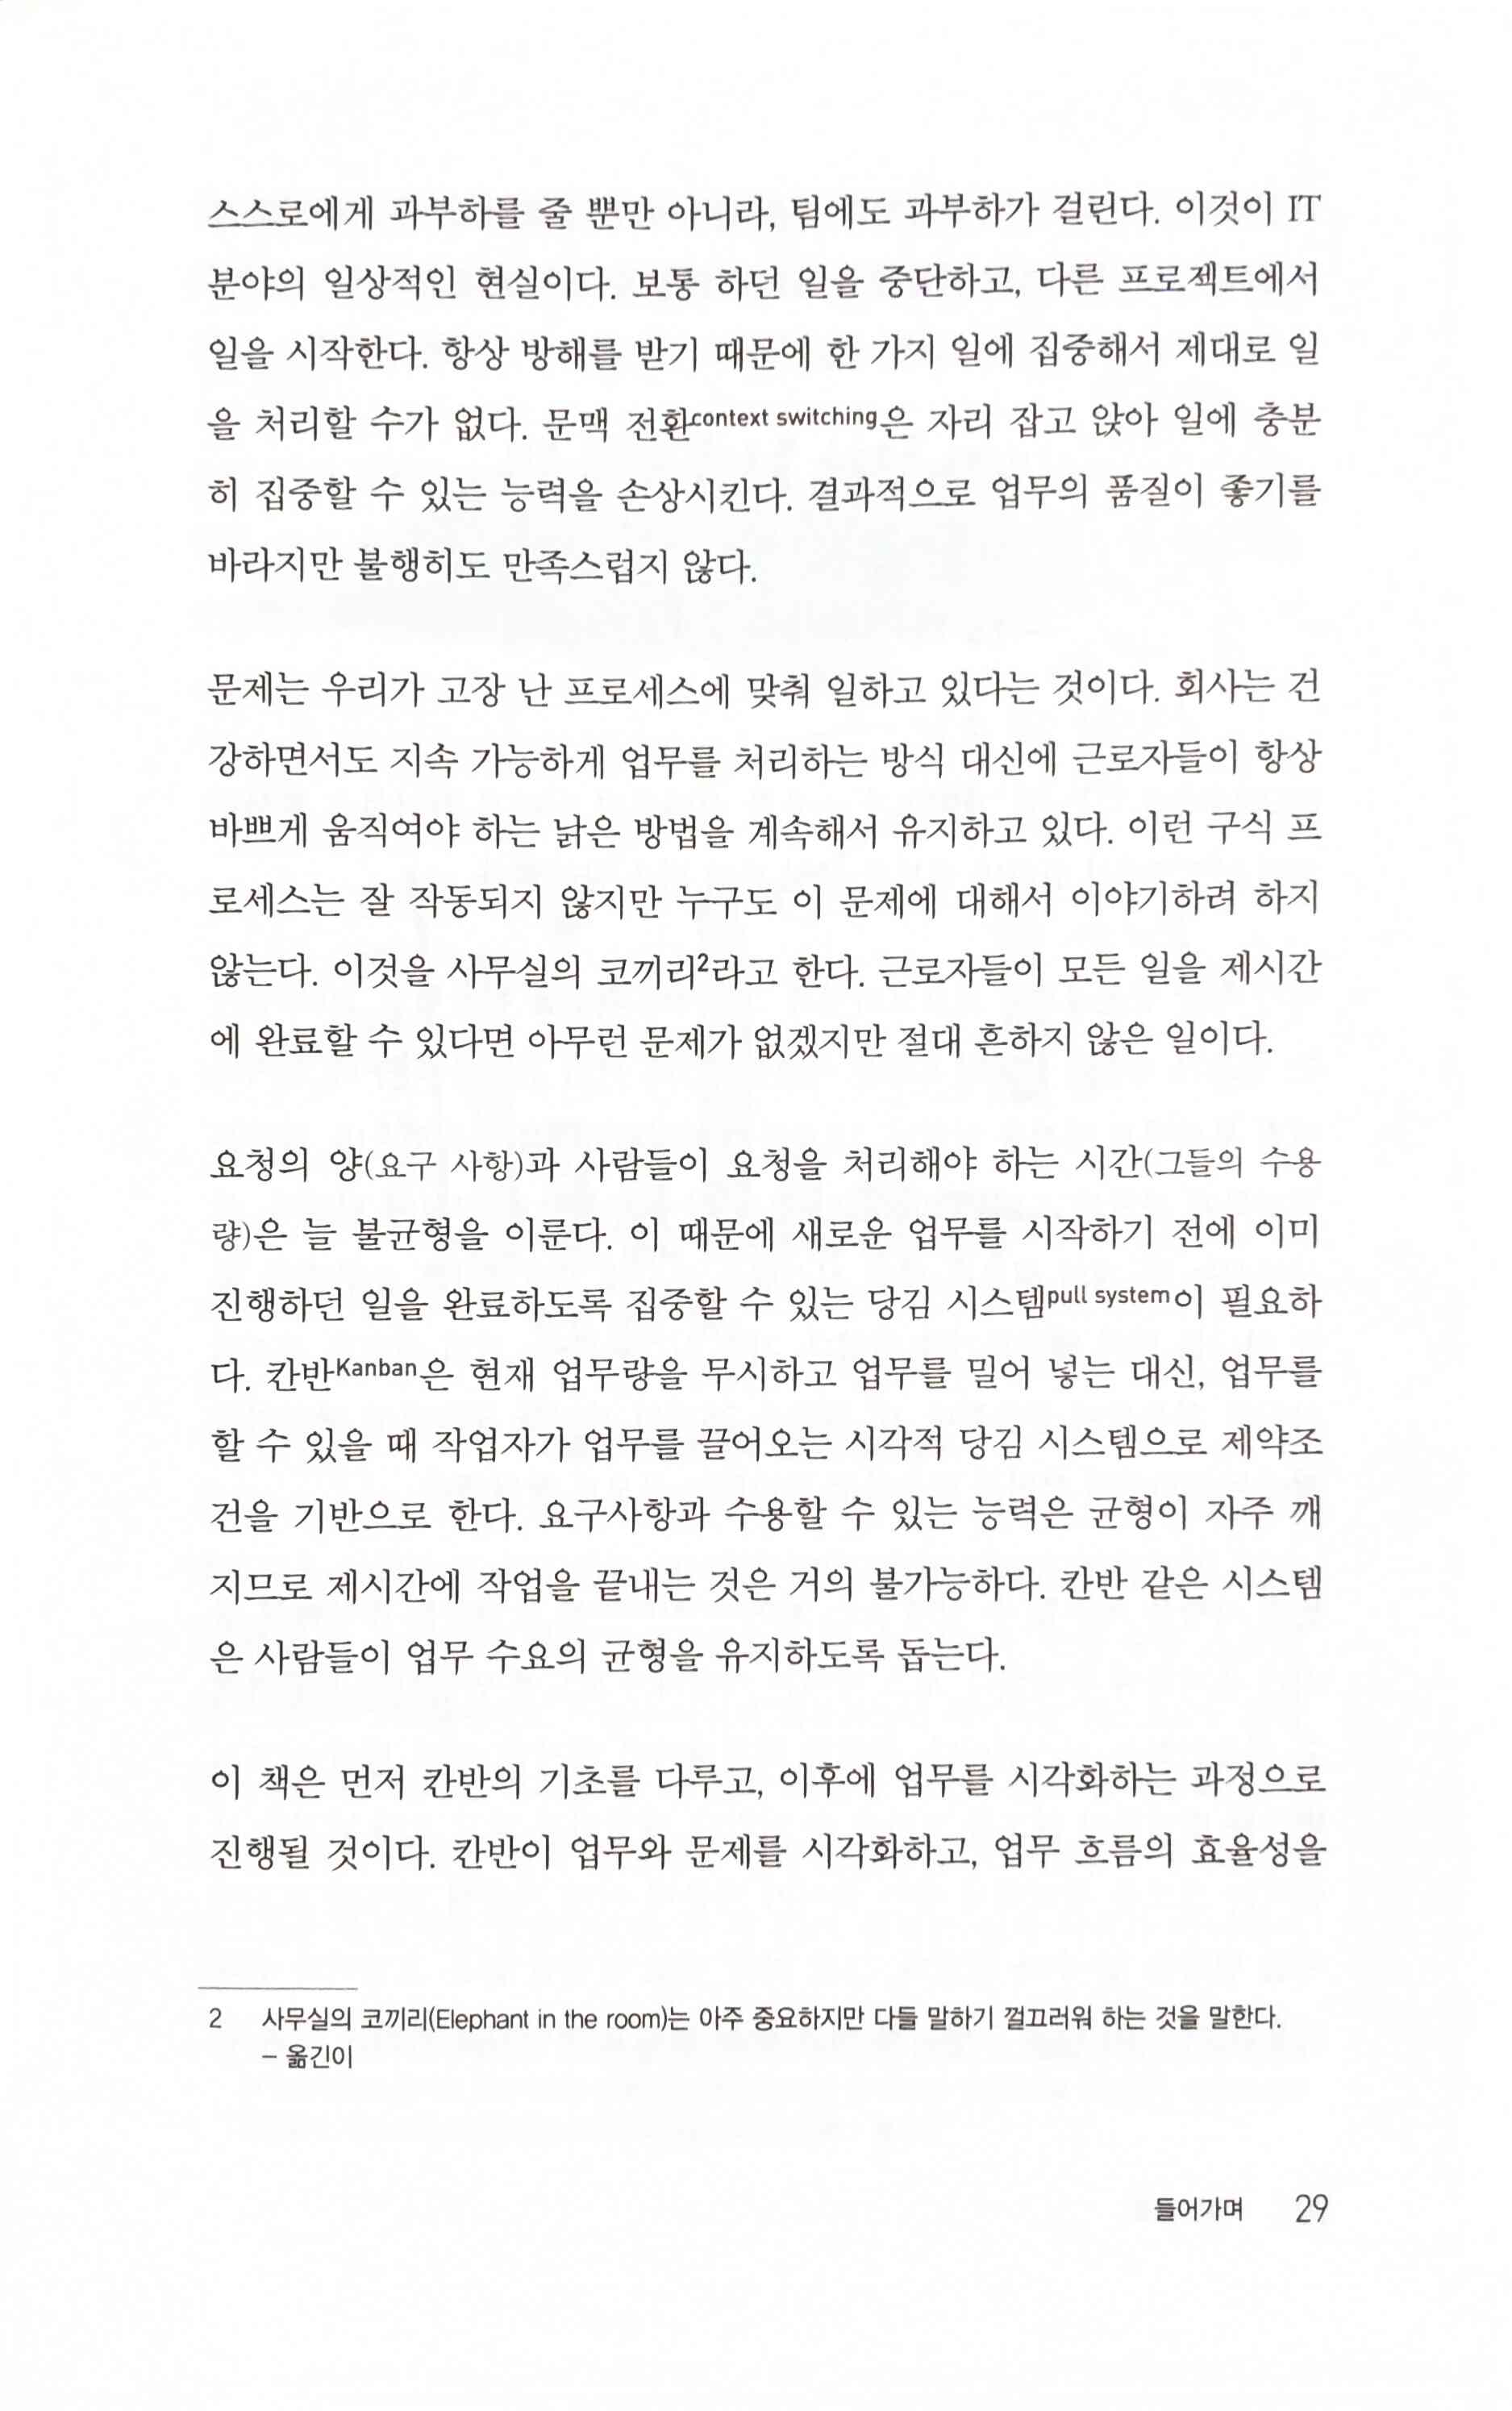 스스로에게 과부하를 줄 뿐만 아니라, 팀에도 과부하가 걸린다. 이것이 IT
분야의 일상적인 현실이다. 보통 하던 일을 중단하고, 다른 프로젝트에서
일을 시작한다. 항상 방해를 받기 때문에 한 가지 일에 집중해서 제대로 일
을 처리할 수가 없다. 문맥 전환context switching은 자리 잡고 앉아 일에 충분
히 집중할 수 있는 능력을 손상시킨다. 결과적으로 업무의 품질이 좋기를
바라지만 불행히도 만족스럽지 않다.
문제는 우리가 고장 난 프로세스에 맞춰 일하고 있다는 것이다. 회사는 건
강하면서도 지속 가능하게 업무를 처리하는 방식 대신에 근로자들이 항상
바쁘게 움직여야 하는 낡은 방법을 계속해서 유지하고 있다. 이런 구식 프
로세스는 잘 작동되지 않지만 누구도 이 문제에 대해서 이야기하려 하지
않는다. 이것을 사무실의 코끼리2라고 한다. 근로자들이 모든 일을 제시간
에 완료할 수 있다면 아무런 문제가 없겠지만 절대 흔하지 않은 일이다.
요청의 양(요구 사항)과 사람들이 요청을 처리해야 하는 시간(그들의 수용
량)은 늘 불균형을 이룬다. 이 때문에 새로운 업무를 시작하기 전에 이미
진행하던 일을 완료하도록 집중할 수 있는 당김 시스템pull system이 필요하
다. 칸반Kanban은 현재 업무량을 무시하고 업무를 밀어 넣는 대신, 업무를
할 수 있을 때 작업자가 업무를 끌어오는 시각적 당김 시스템으로 제약조
건을 기반으로 한다. 요구사항과 수용할 수 있는 능력은 균형이 자주 깨
지므로 제시간에 작업을 끝내는 것은 거의 불가능하다. 칸반 같은 시스템
은 사람들이 업무 수요의 균형을 유지하도록 돕는다.
이 책은 먼저 칸반의 기초를 다루고, 이후에 업무를 시각화하는 과정으로
진행될 것이다. 칸반이 업무와 문제를 시각화하고, 업무 흐름의 효율성을
2 사무실의 코끼리(Elephant in the room)는 아주 중요하지만 다들 말하기 껄끄러워 하는 것을 말한다.
– 옮긴이
들어가며 29